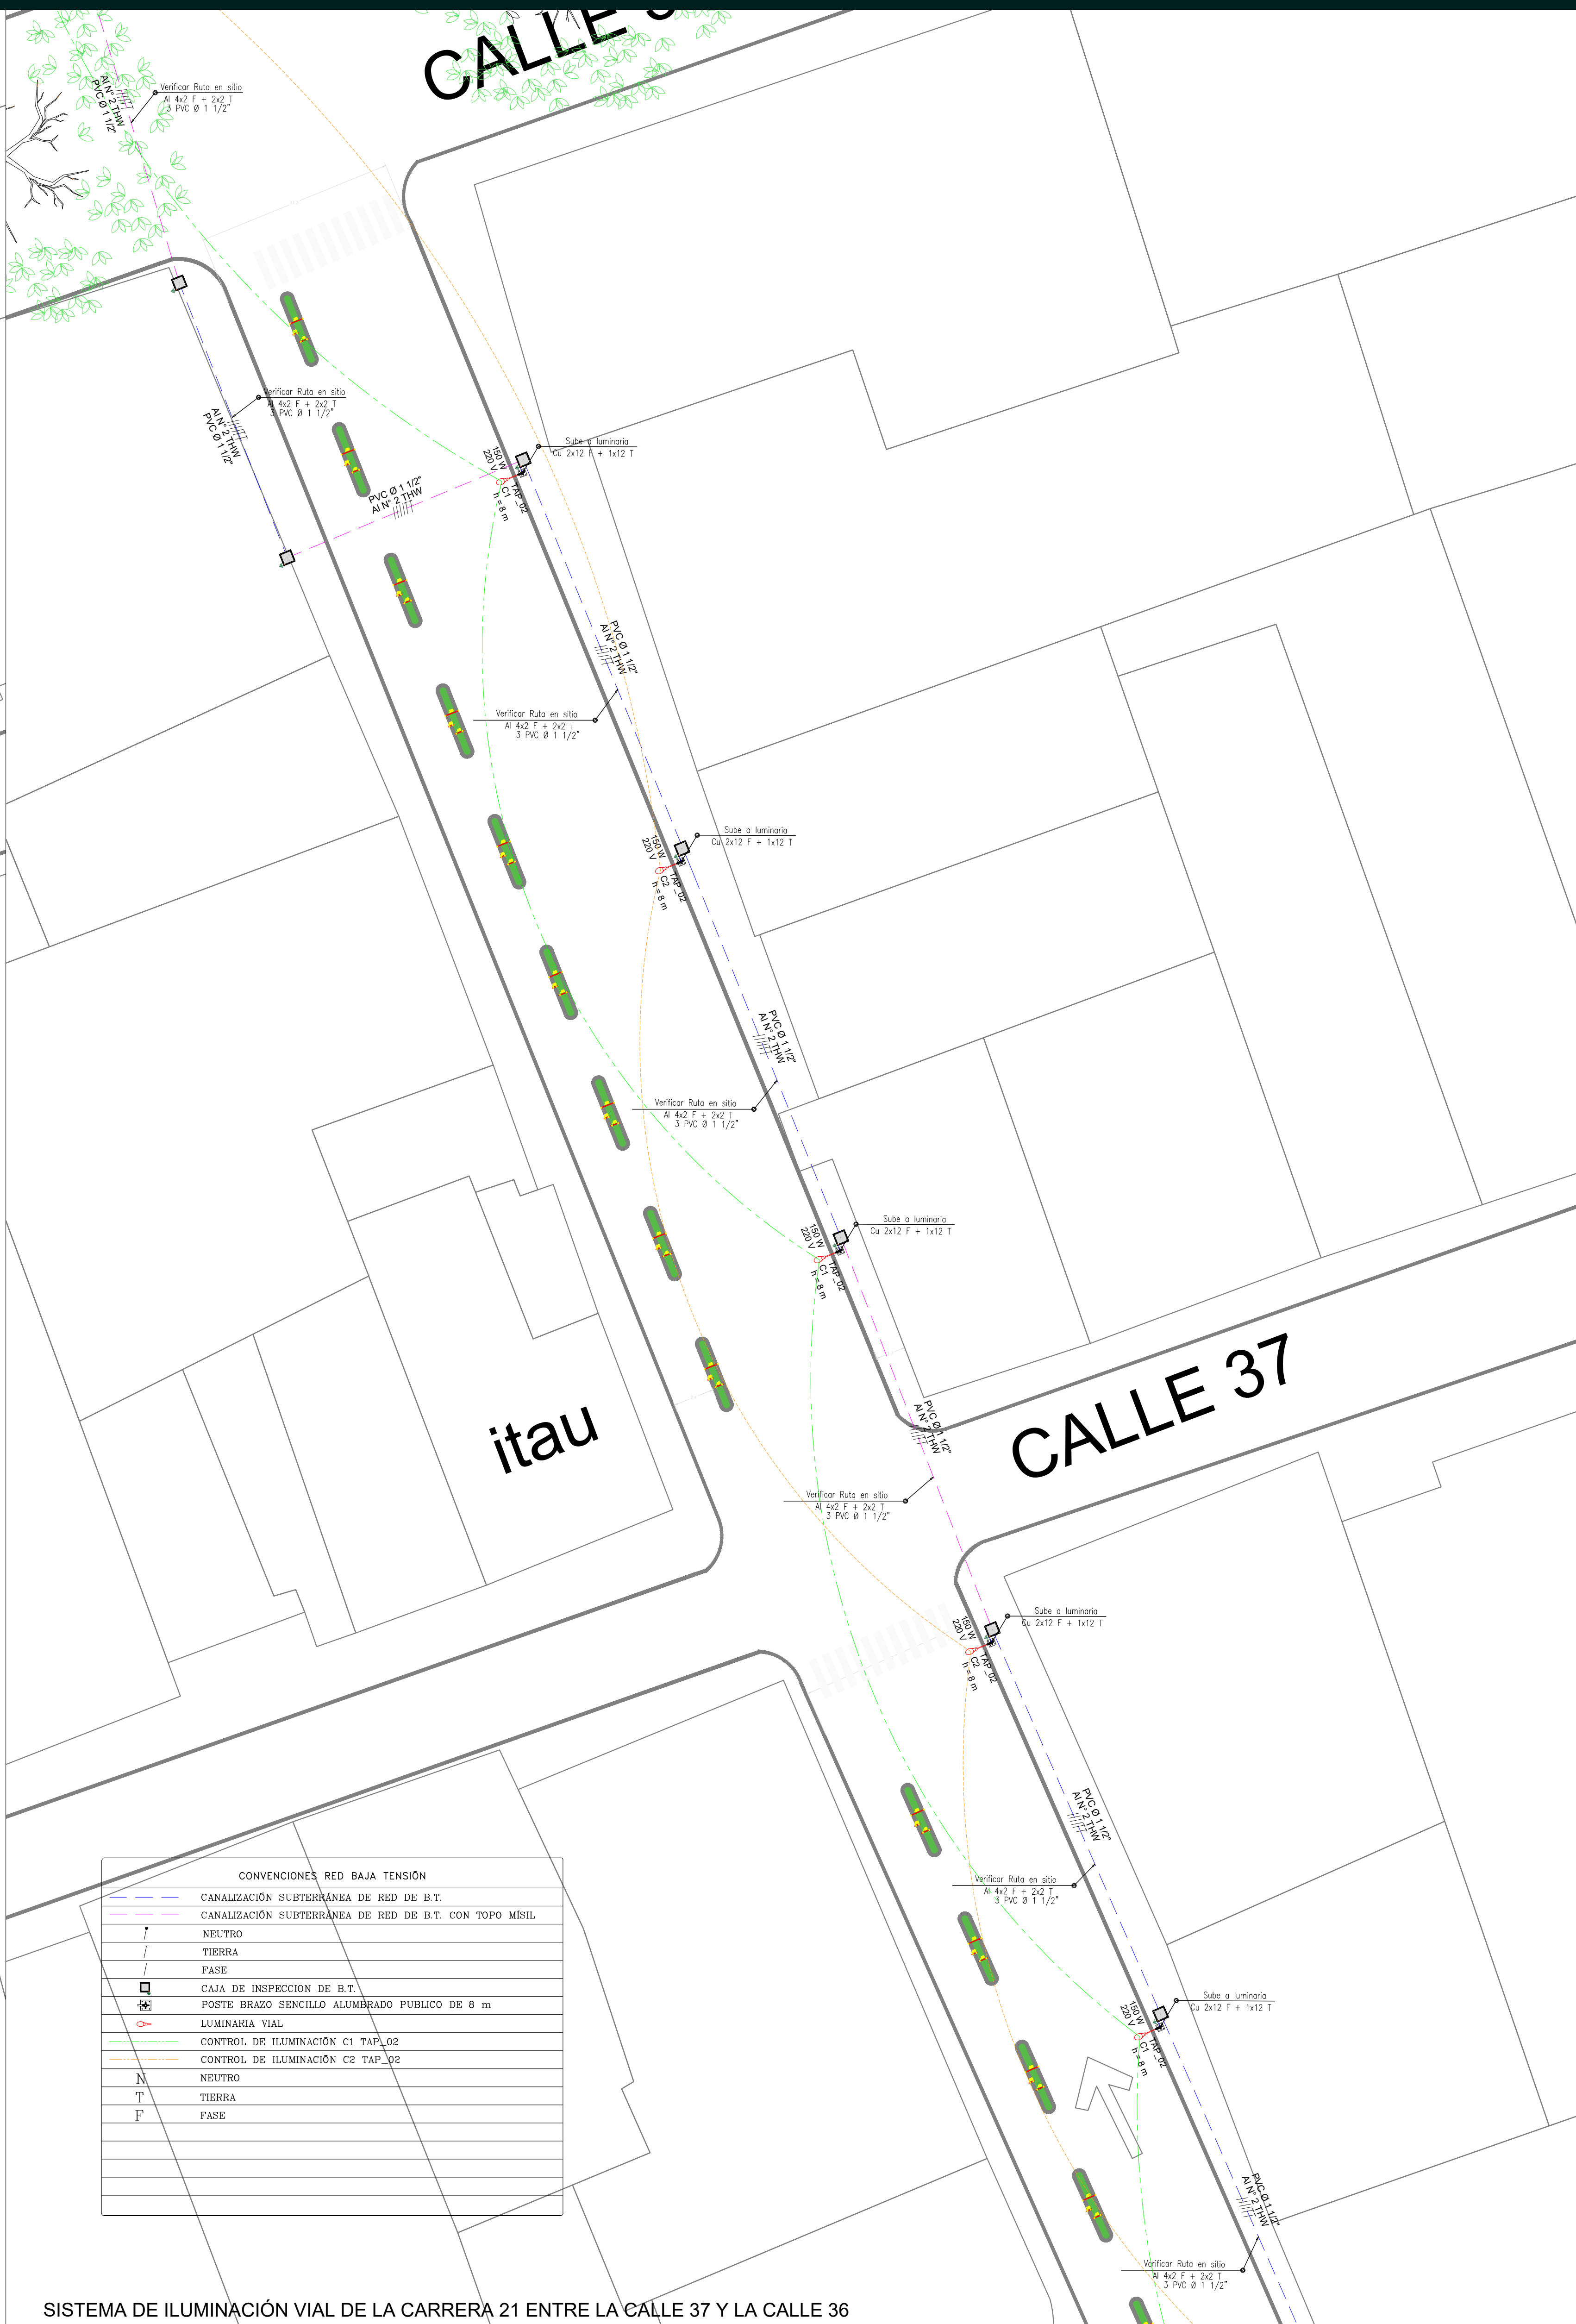 CALLE
Al N° 2 THW
PVC Ø 1 1/2"
Verificar Ruta en sitio
Al 4x2 F + 2x2 T
3 PVC Ø 1 1/2"
Verificar Ruta en sitio
Al 4x2 F + 2x2 T
3 PVC Ø 1 1/2"
Al N° 2 THW
PVC Ø 1 1/2"
Sube a luminaria
Cu 2x12 F + 1x12 T
150 W
220 V
TAP_02
C1
h = 8 m
PVC Ø 1 1/2"
Al N° 2 THW
PVC Ø 1 1/2"
Al N° 2 THW
Verificar Ruta en sitio
Al 4x2 F + 2x2 T
3 PVC Ø 1 1/2"
Sube a luminaria
Cu 2x12 F + 1x12 T
150 W
220 V
TAP_02
C2
h = 8 m
PVC Ø 1 1/2"
Al N° 2 THW
Verificar Ruta en sitio
Al 4x2 F + 2x2 T
3 PVC Ø 1 1/2"
Sube a luminaria
Cu 2x12 F + 1x12 T
150 W
220 V
TAP_02
C1
h = 8 m
CALLE 37
itau
PVC Ø 1 1/2"
Al N° 2 THW
Verificar Ruta en sitio
Al 4x2 F + 2x2 T
3 PVC Ø 1 1/2"
Sube a luminaria
Cu 2x12 F + 1x12 T
150 W
220 V
TAP_02
C2
h = 8 m
PVC Ø 1 1/2"
Al N° 2 THW
Verificar Ruta en sitio
Al 4x2 F + 2x2 T
3 PVC Ø 1 1/2"
Sube a luminaria
Cu 2x12 F + 1x12 T
150 W
220 V
TAP_02
C1
h = 8 m
PVC Ø 1 1/2"
Al N° 2 THW
Verificar Ruta en sitio
Al 4x2 F + 2x2 T
3 PVC Ø 1 1/2"
CONVENCIONES RED BAJA TENSIÓN
CANALIZACIÓN SUBTERRÁNEA DE RED DE B.T.
CANALIZACIÓN SUBTERRÁNEA DE RED DE B.T. CON TOPO MÍSIL
NEUTRO
TIERRA
FASE
CAJA DE INSPECCION DE B.T.
POSTE BRAZO SENCILLO ALUMBRADO PUBLICO DE 8 m
LUMINARIA VIAL
CONTROL DE ILUMINACIÓN C1 TAP_02
CONTROL DE ILUMINACIÓN C2 TAP_02
N NEUTRO
T TIERRA
F FASE
SISTEMA DE ILUMINACIÓN VIAL DE LA CARRERA 21 ENTRE LA CALLE 37 Y LA CALLE 36